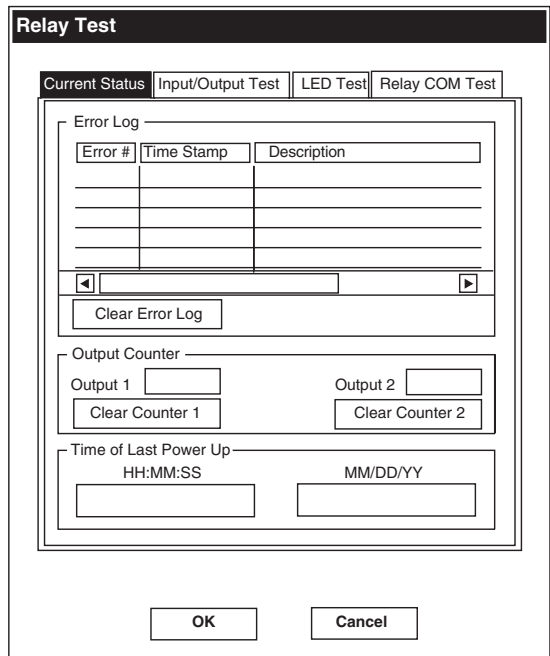 Relay Test
Current Status Input/Output Test LED Test Relay COM Test
Error Log
Error # Time Stamp Description
Clear Error Log
Output Counter
Output 1 Output 2
Clear Counter 1 Clear Counter 2
Time of Last Power Up
HH:MM:SS MM/DD/YY
OK Cancel